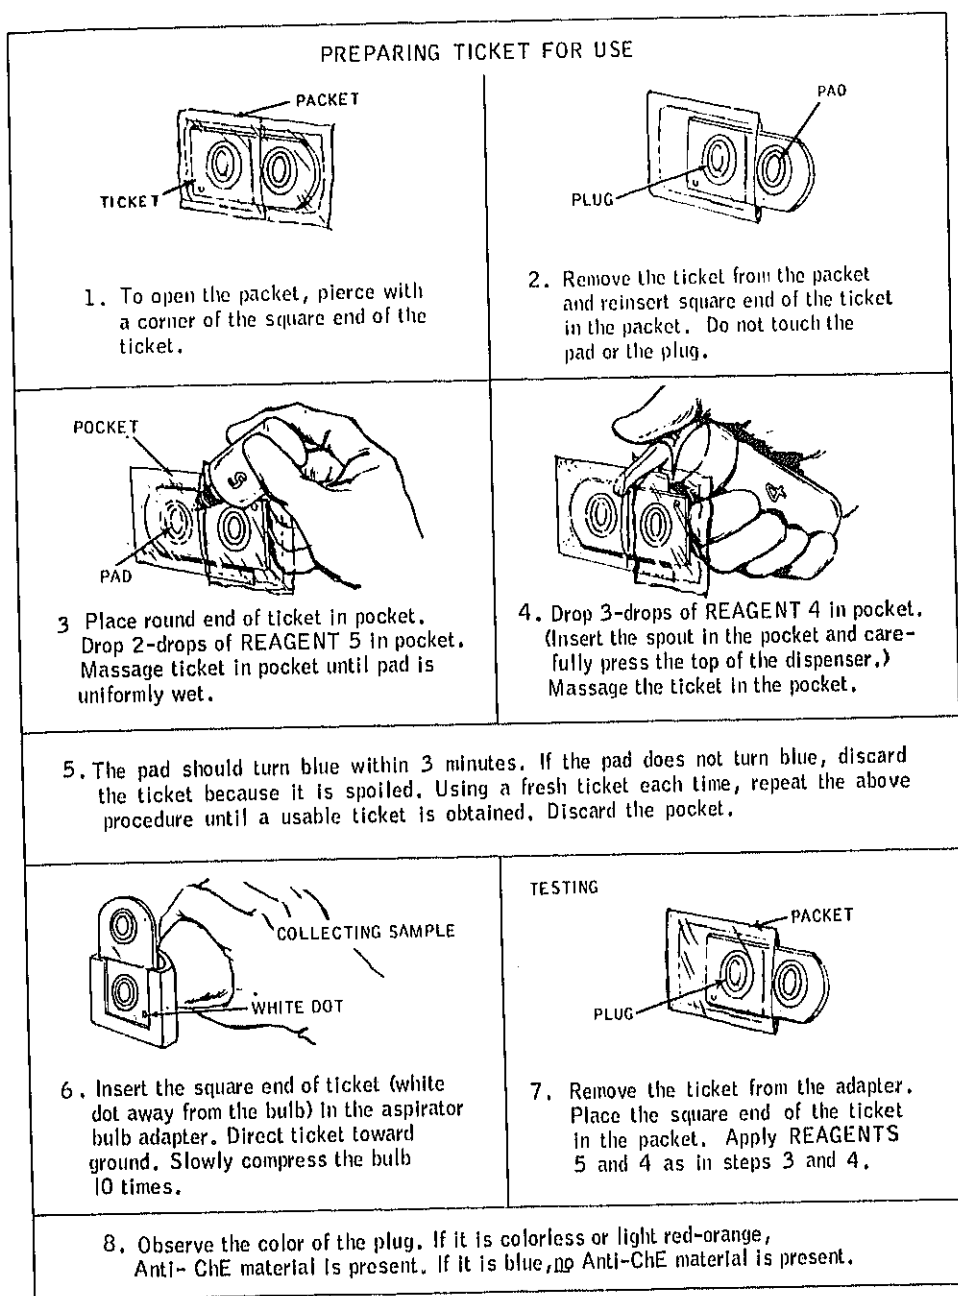 PREPARING TICKET FOR USE
PACKET
TICKET
1. To open the packet, pierce with
a corner of the square end of the
ticket.
PAD
PLUG
2. Remove the ticket from the packet
and reinsert square end of the ticket
in the packet. Do not touch the
pad or the plug.
POCKET
5
PAD
3 Place round end of ticket in pocket.
Drop 2-drops of REAGENT 5 in pocket.
Massage ticket in pocket until pad is
uniformly wet.
4
4. Drop 3-drops of REAGENT 4 in pocket.
(Insert the spout in the pocket and care-
fully press the top of the dispenser.)
Massage the ticket in the pocket.
5. The pad should turn blue within 3 minutes. If the pad does not turn blue, discard
the ticket because it is spoiled. Using a fresh ticket each time, repeat the above
procedure until a usable ticket is obtained. Discard the pocket.
COLLECTING SAMPLE
WHITE DOT
6. Insert the square end of ticket (white
dot away from the bulb) in the aspirator
bulb adapter. Direct ticket toward
ground. Slowly compress the bulb
10 times.
TESTING
PACKET
PLUG
7. Remove the ticket from the adapter.
Place the square end of the ticket
in the packet. Apply REAGENTS
5 and 4 as in steps 3 and 4.
8. Observe the color of the plug. If it is colorless or light red-orange,
Anti- ChE material is present. If it is blue, no Anti-ChE material is present.